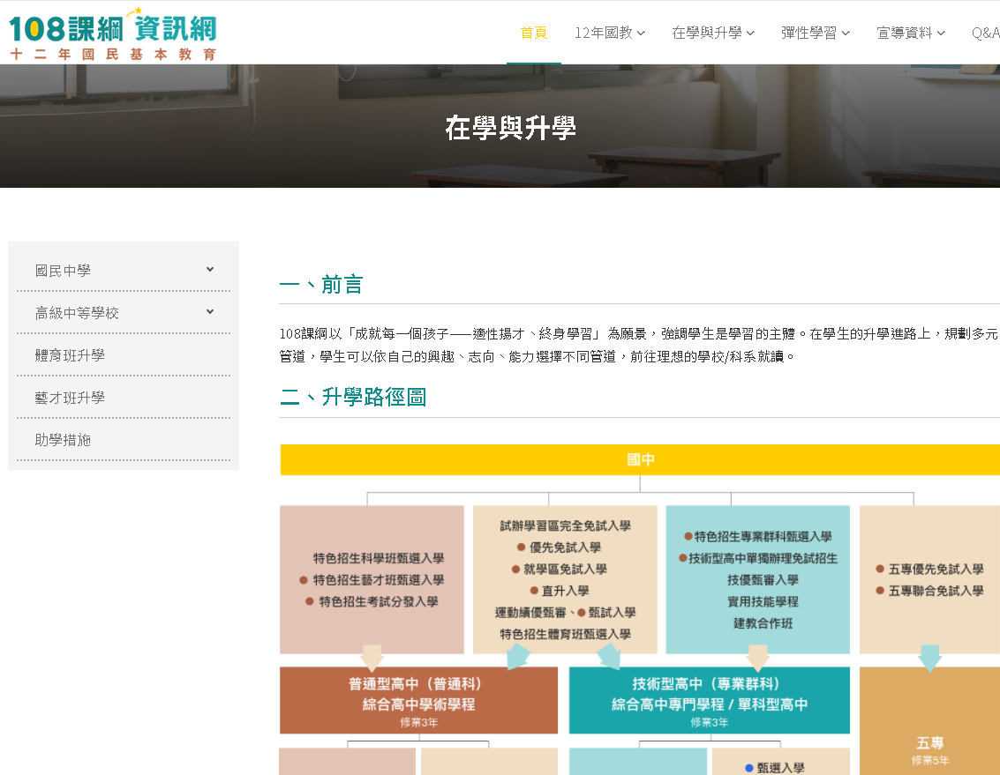 108課綱 資訊網
十二年國民基本教育
首頁
12年國教
在學與升學
彈性學習
宣導資料
Q&A
在學與升學
國民中學
高級中等學校
體育班升學
藝才班升學
助學措施
一、前言
108課綱以「成就每一個孩子——適性揚才、終身學習」為願景，強調學生是學習的主體。在學生的升學進路上，規劃多元
管道，學生可以依自己的興趣、志向、能力選擇不同管道，前往理想的學校/科系就讀。
二、升學路徑圖
國中
特色招生科學班甄選入學
特色招生藝才班甄選入學
特色招生考試分發入學
試辦學習區完全免試入學
優先免試入學
就學區免試入學
直升入學
運動績優甄審、甄試入學
特色招生體育班甄選入學
特色招生專業群科甄選入學
技術型高中單獨辦理免試招生
技優甄審入學
實用技能學程
建教合作班
五專優先免試入學
五專聯合免試入學
普通型高中（普通科）
綜合高中學術學程
修業3年
技術型高中（專業群科）
綜合高中專門學程 / 單科型高中
修業3年
五專
修業5年
甄選入學